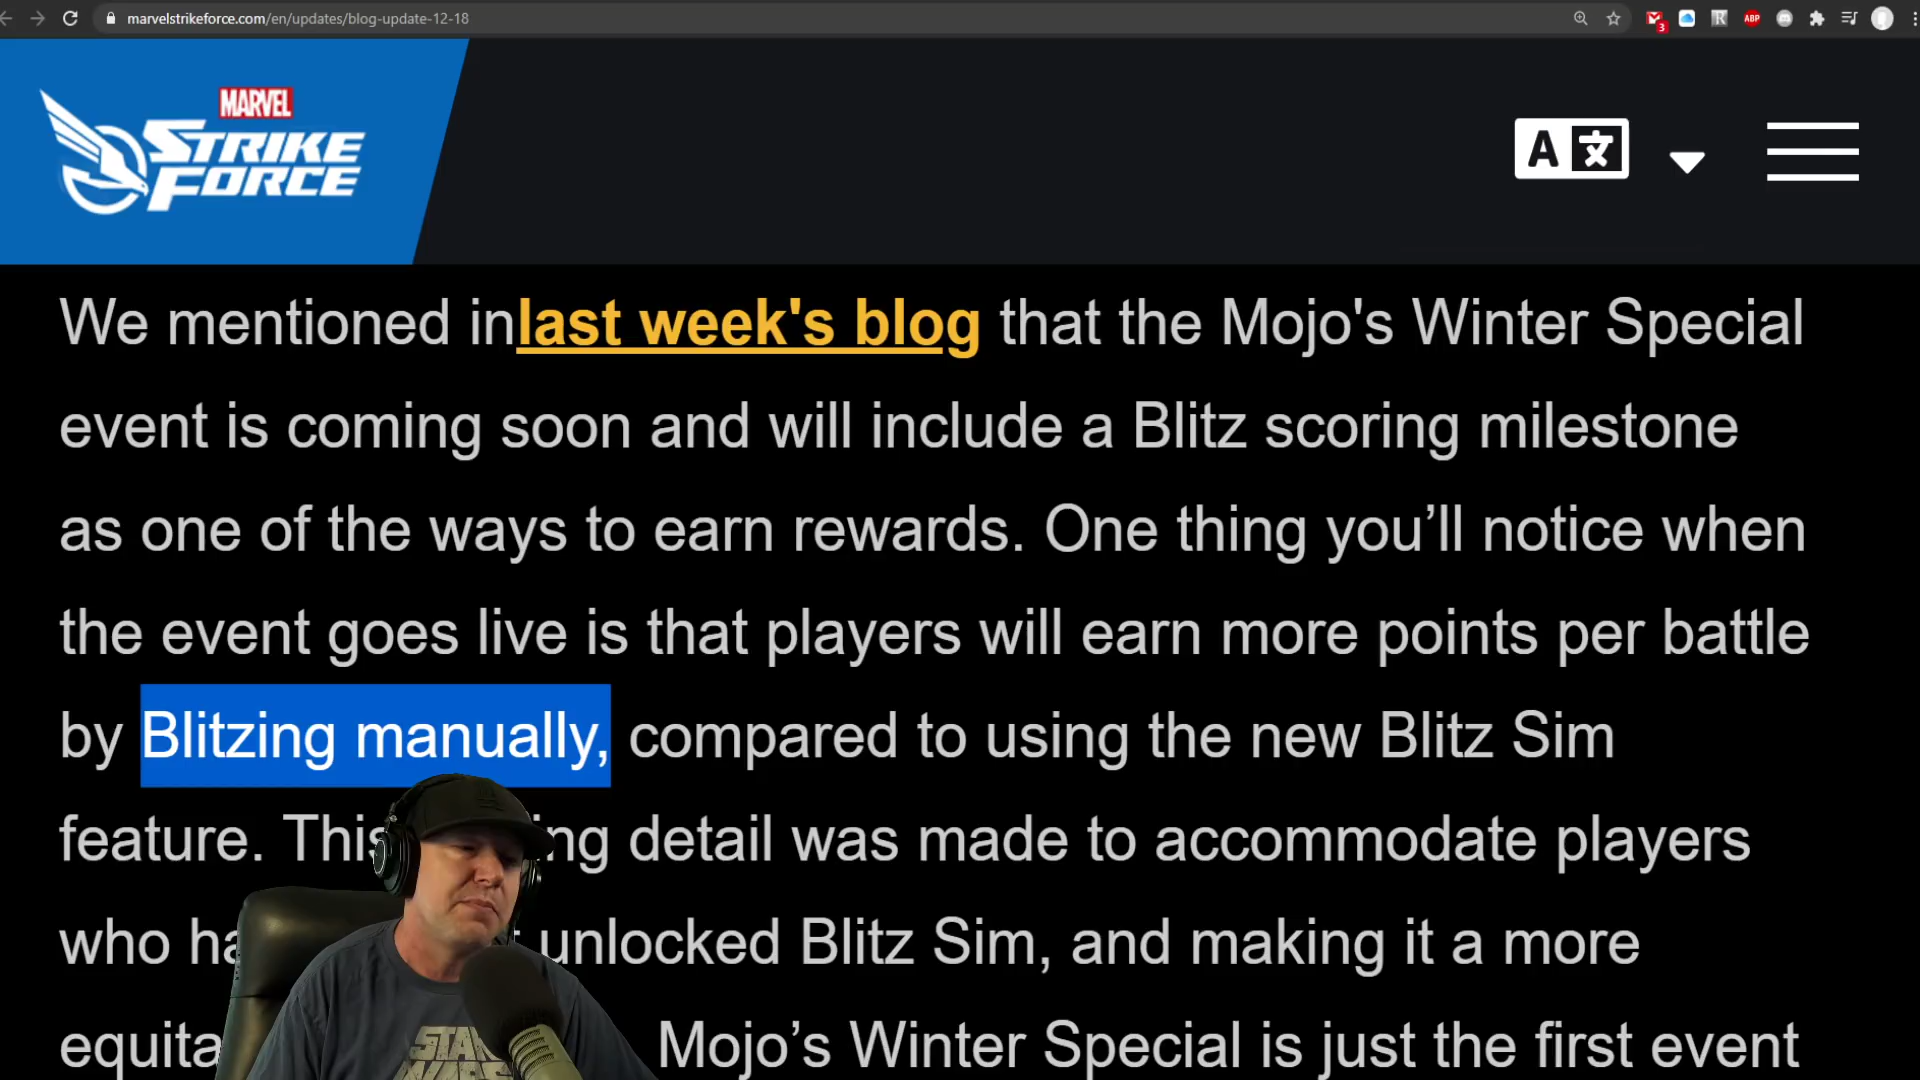 marvelstrikeforce.com/en/updates/blog-update-12-18
3
R
ABP
MARVEL
STRIKE
FORCE
A 文
We mentioned inlast week's blog that the Mojo's Winter Special
event is coming soon and will include a Blitz scoring milestone
as one of the ways to earn rewards. One thing you’ll notice when
the event goes live is that players will earn more points per battle
by Blitzing manually, compared to using the new Blitz Sim
feature. This detail was made to accommodate players
who unlocked Blitz Sim, and making it a more
Mojo’s Winter Special is just the first event
STAR